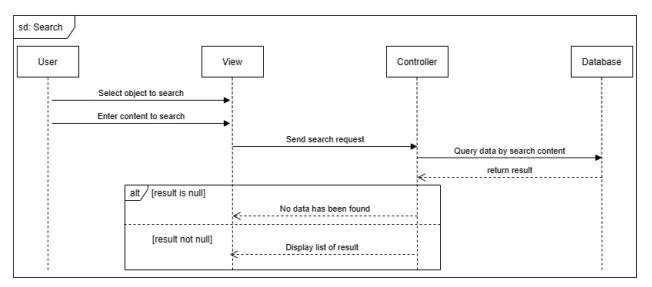 sd: Search
User
View
Controller
Database
Select object to search
Enter content to search
Send search request
Query data by search content
return result
alt
[result is null]
No data has been found
[result not null]
Display list of result